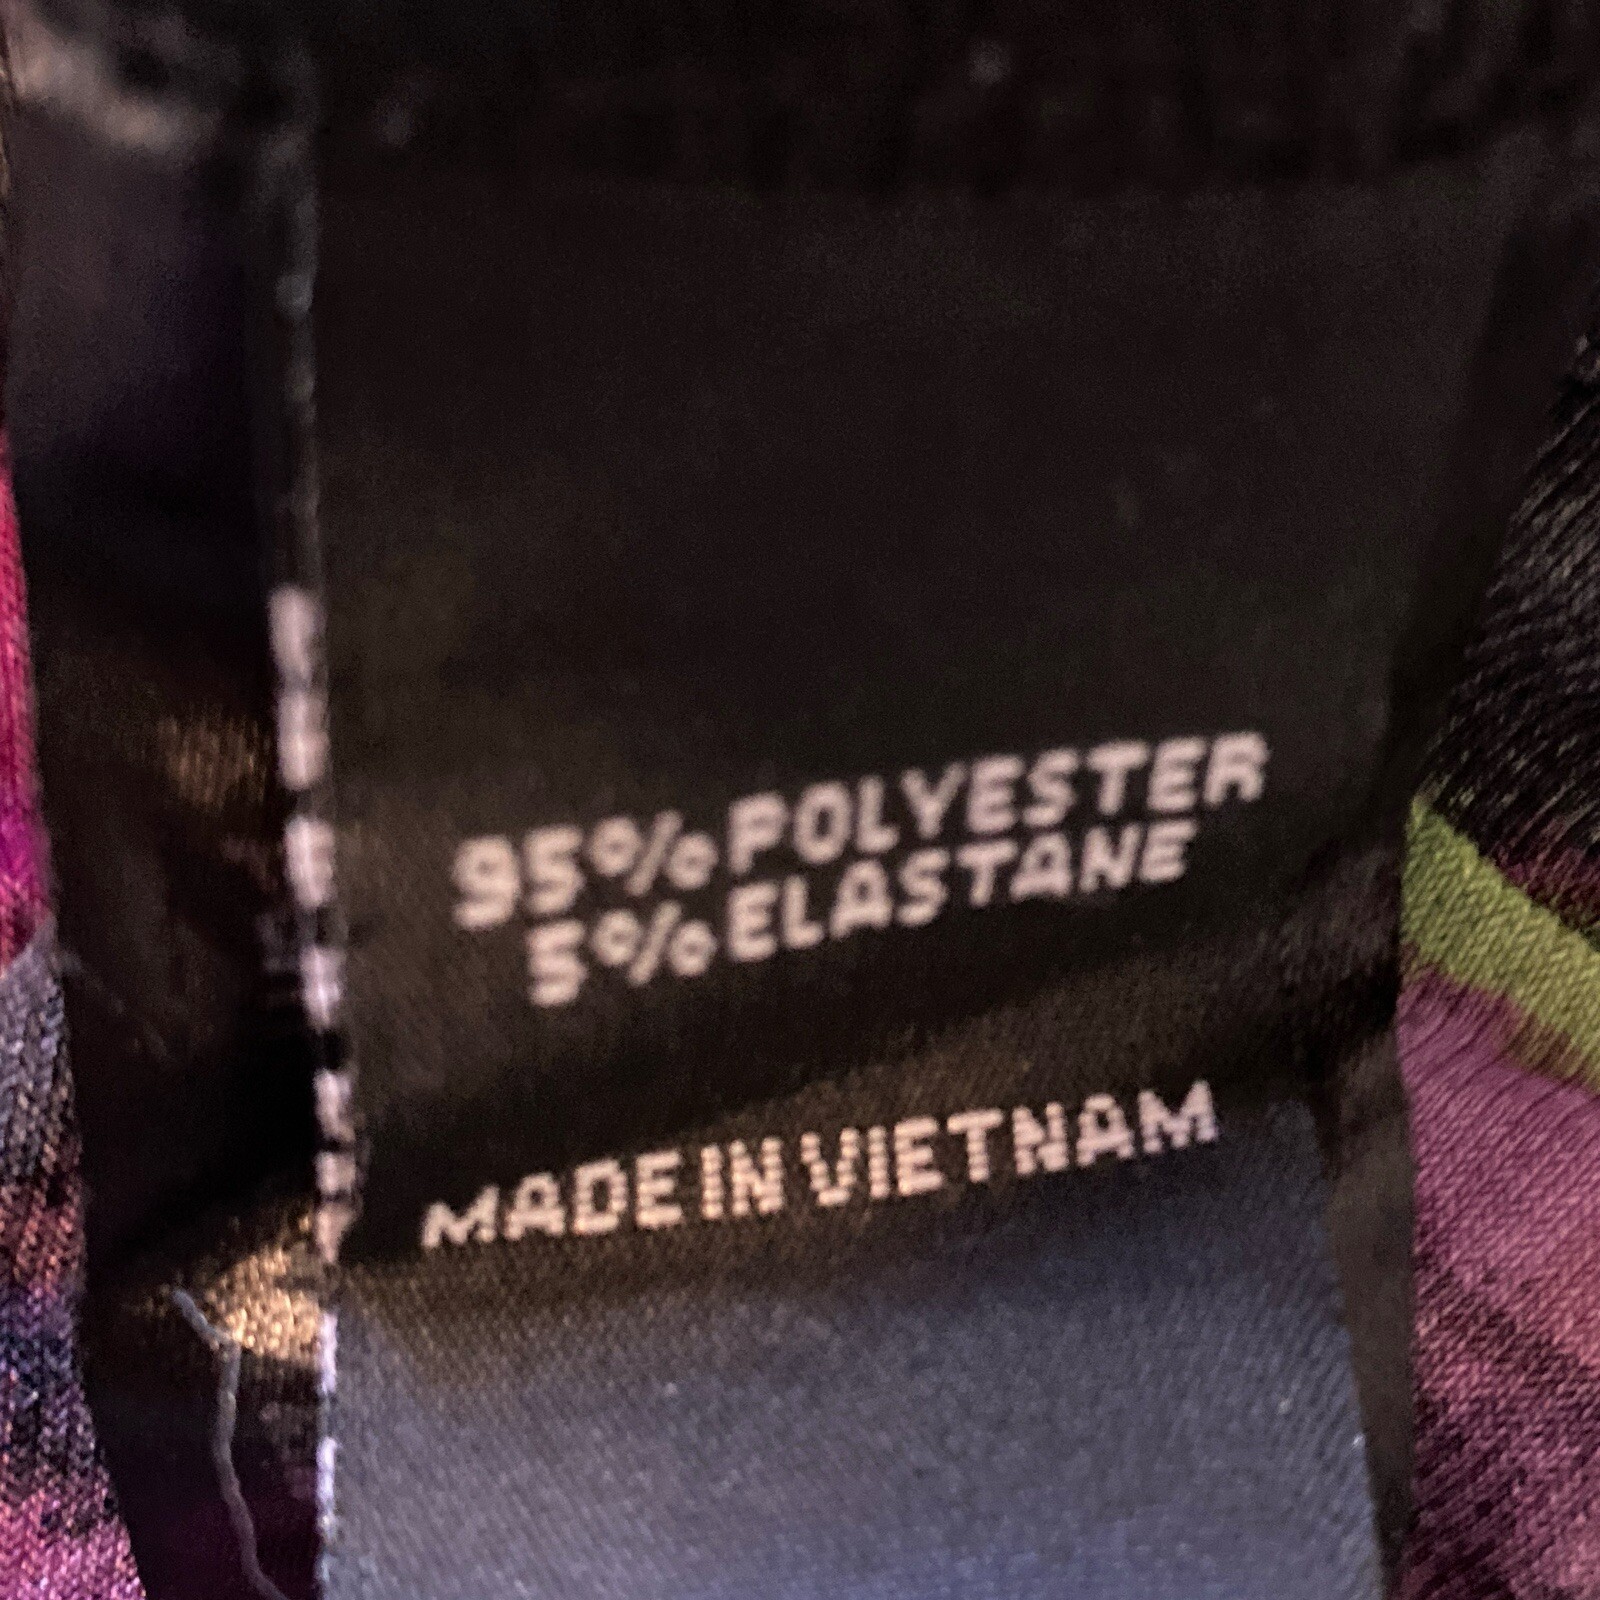 95% POLYESTER
5% ELASTANE
MADE IN VIETNAM